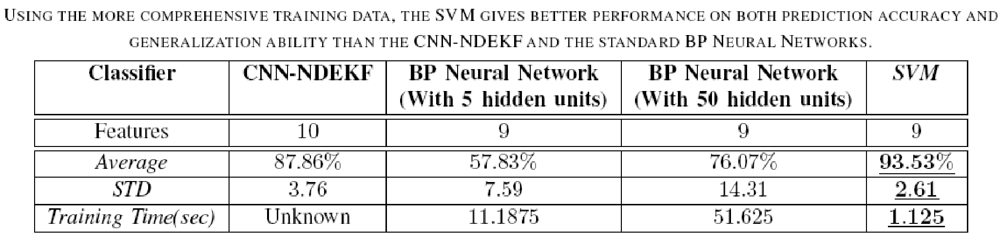 USING THE MORE COMPREHENSIVE TRAINING DATA, THE SVM GIVES BETTER PERFORMANCE ON BOTH PREDICTION ACCURACY AND
GENERALIZATION ABILITY THAN THE CNN-NDEKF AND THE STANDARD BP NEURAL NETWORKS.
Classifier CNN-NDEKF BP Neural Network BP Neural Network SVM
(With 5 hidden units) (With 50 hidden units)
Features 10 9 9 9
Average 87.86% 57.83% 76.07% 93.53%
STD 3.76 7.59 14.31 2.61
Training Time(sec) Unknown 11.1875 51.625 1.125